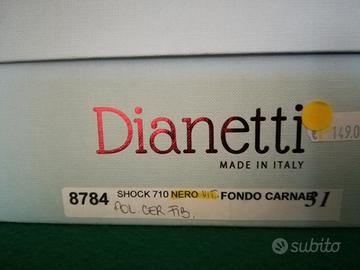 Dianetti
€ 149.0
MADE IN ITALY
8784 SHOCK 710 NERO VIT. FONDO CARNAB 31
POL. CER FIB.
subito